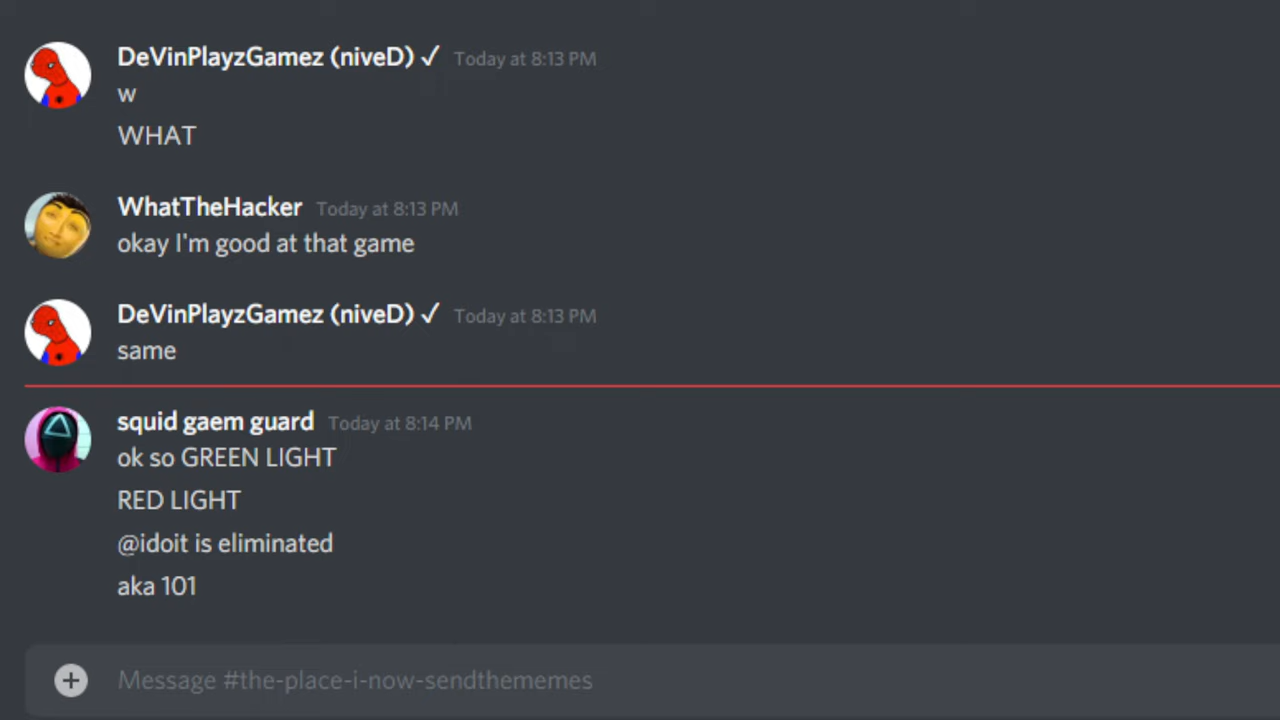 DeVinPlayzGamez (niveD) ✓ Today at 8:13 PM
w
WHAT
WhatTheHacker Today at 8:13 PM
okay I'm good at that game
DeVinPlayzGamez (niveD) ✓ Today at 8:13 PM
same
squid gaem guard Today at 8:14 PM
ok so GREEN LIGHT
RED LIGHT
@idoit is eliminated
aka 101
Message #the-place-i-now-sendthememes